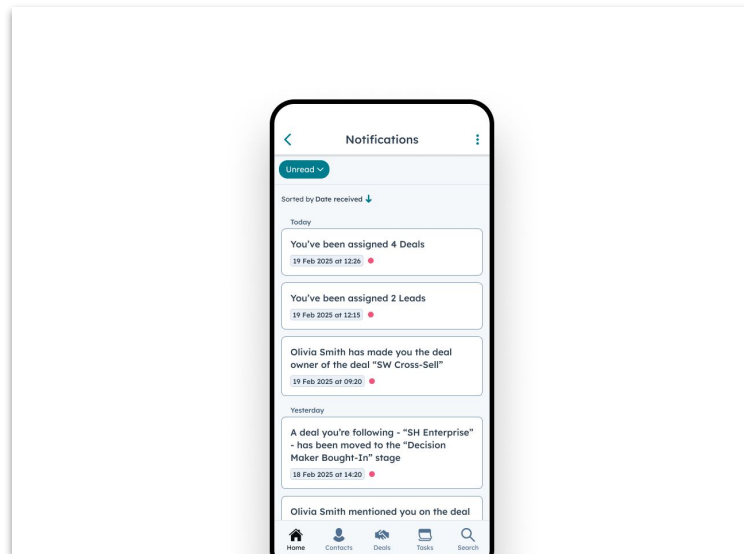 Notifications
Unread
Sorted by Date received
Today
You've been assigned 4 Deals
19 Feb 2025 at 12:26
You've been assigned 2 Leads
19 Feb 2025 at 12:15
Olivia Smith has made you the deal
owner of the deal “SW Cross-Sell”
19 Feb 2025 at 09:20
Yesterday
A deal you’re following - “SH Enterprise”
- has been moved to the “Decision
Maker Bought-In” stage
18 Feb 2025 at 14:20
Olivia Smith mentioned you on the deal
Home Contacts Deals Tasks Search